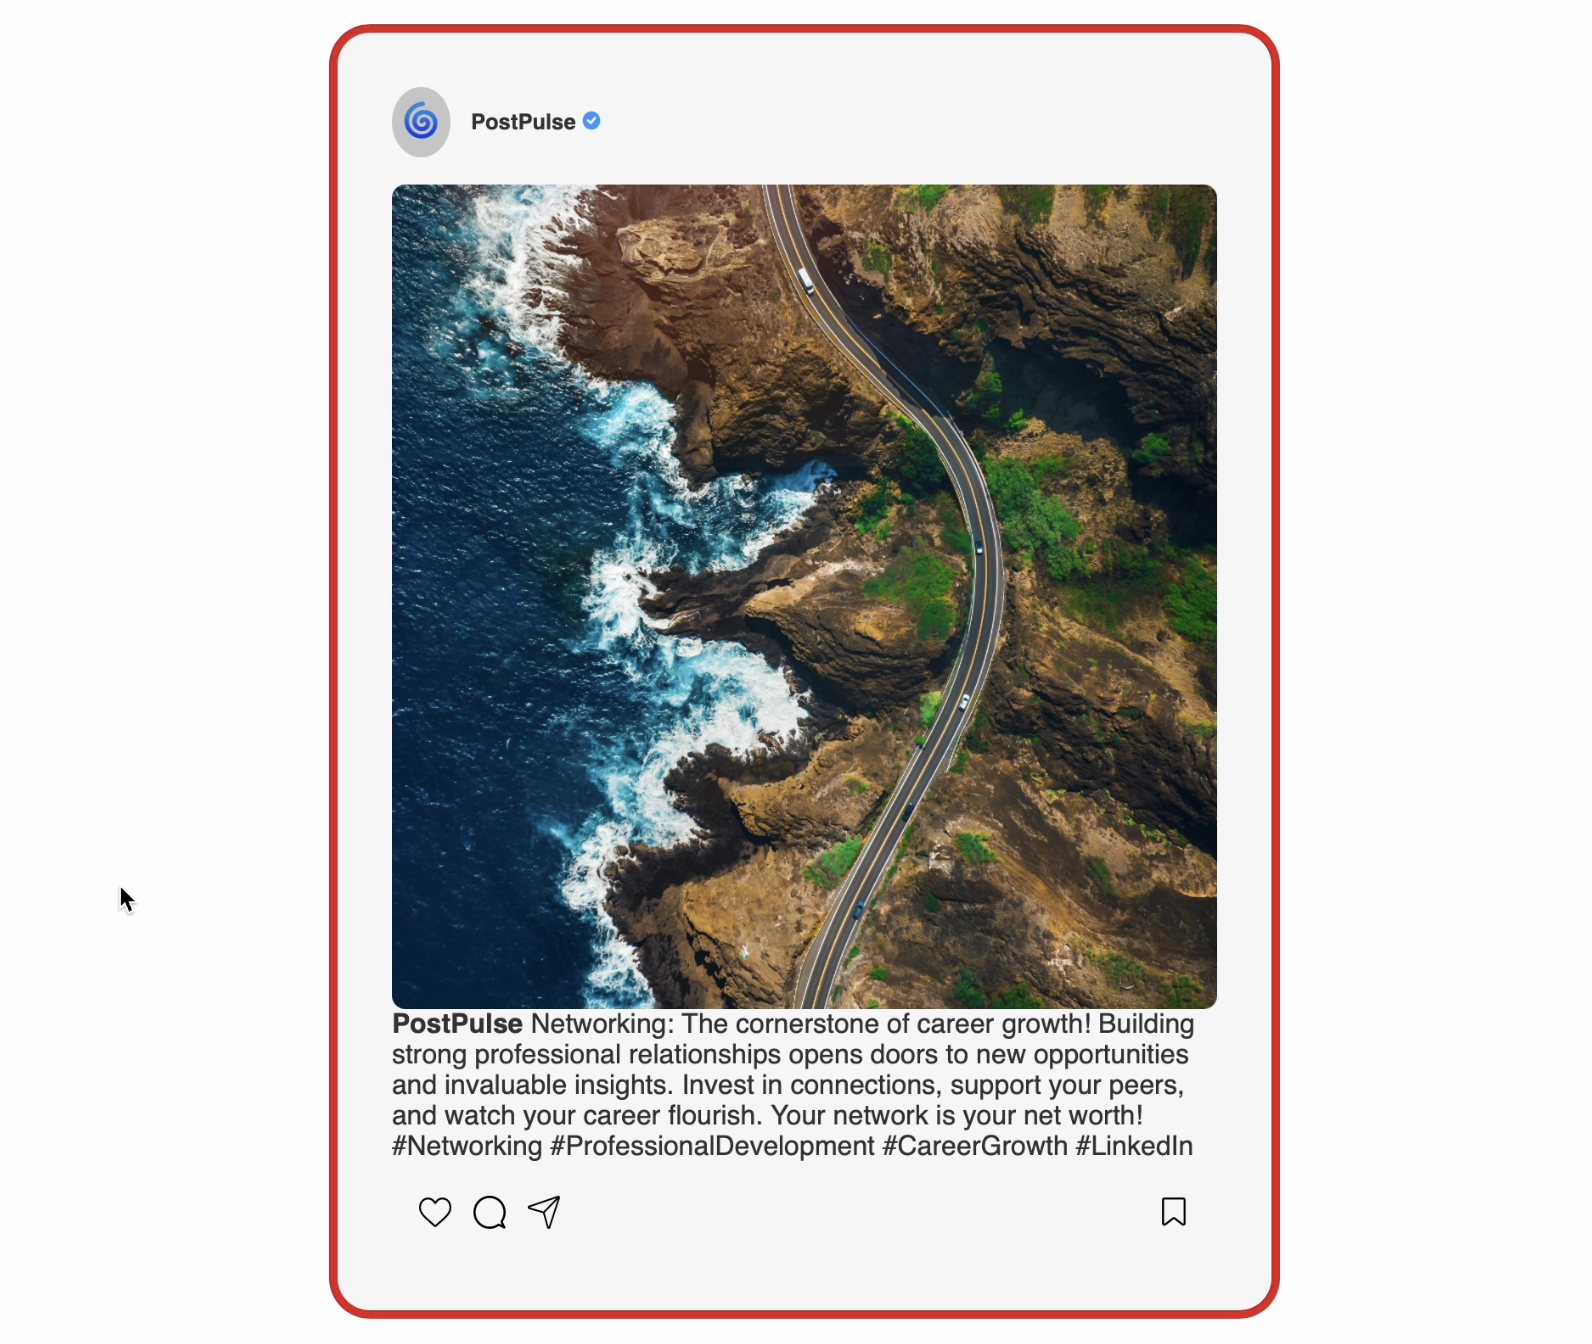 PostPulse
PostPulse Networking: The cornerstone of career growth! Building
strong professional relationships opens doors to new opportunities
and invaluable insights. Invest in connections, support your peers,
and watch your career flourish. Your network is your net worth!
#Networking #ProfessionalDevelopment #CareerGrowth #LinkedIn